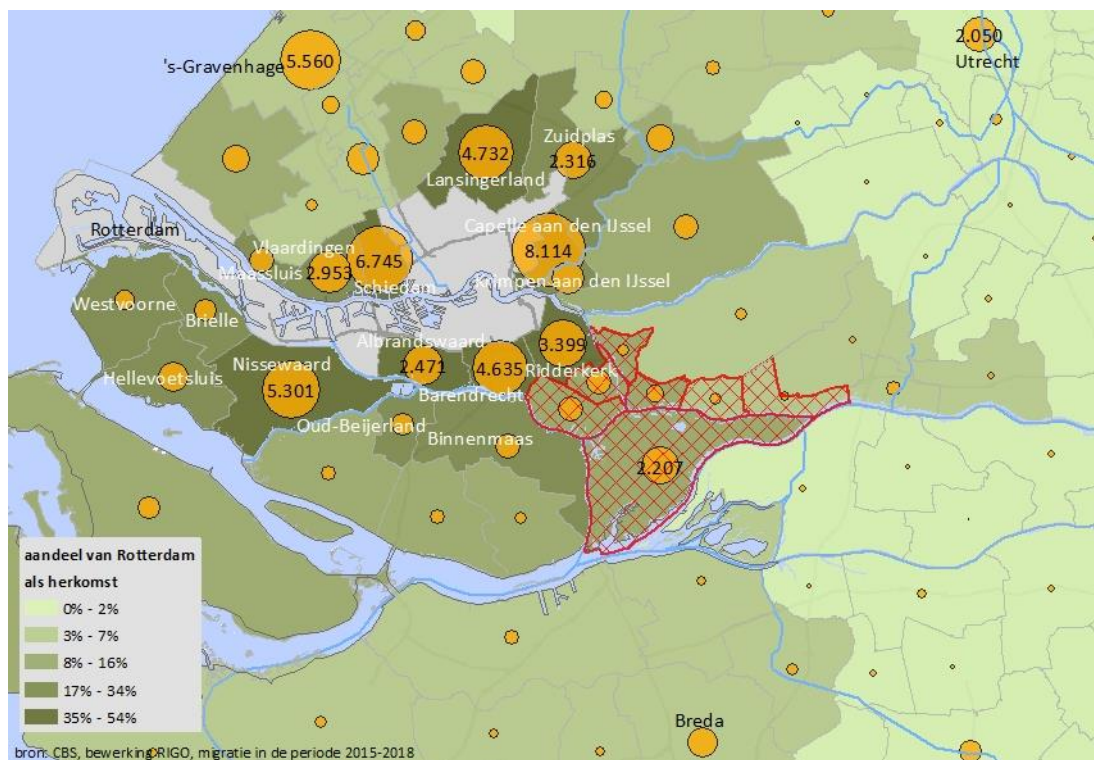 5.560
's-Gravenhage
2.050
Utrecht
4.732
Lansingerland
Zuidplas
2.316
Rotterdam
Vlaardingen
Maassluis
2.953
6.745
Schiedam
Capelle aan den IJssel
8.114
Krimpen aan den IJssel
Westvoorne
Brielle
Hellevoetsluis
Nissewaard
5.301
Albrandswaard
2.471
4.635
Barendrecht
3.399
Ridderkerk
Oud-Beijerland
Binnenmaas
2.207
Breda
aandeel van Rotterdam
als herkomst
0% - 2%
3% - 7%
8% - 16%
17% - 34%
35% - 54%
bron: CBS, bewerking RIGO, migratie in de periode 2015-2018